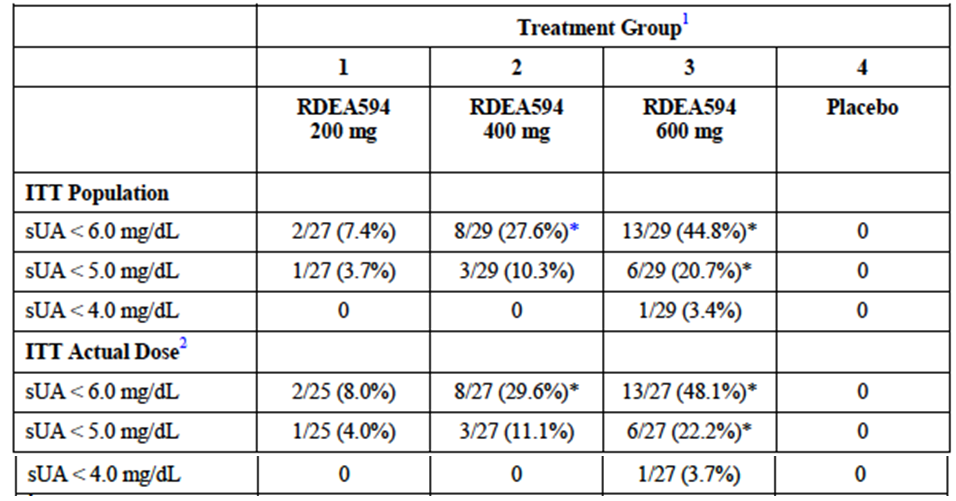 Treatment Group1
1 2 3 4
RDEA594 200 mg RDEA594 400 mg RDEA594 600 mg Placebo
ITT Population
sUA < 6.0 mg/dL 2/27 (7.4%) 8/29 (27.6%)* 13/29 (44.8%)* 0
sUA < 5.0 mg/dL 1/27 (3.7%) 3/29 (10.3%) 6/29 (20.7%)* 0
sUA < 4.0 mg/dL 0 0 1/29 (3.4%) 0
ITT Actual Dose2
sUA < 6.0 mg/dL 2/25 (8.0%) 8/27 (29.6%)* 13/27 (48.1%)* 0
sUA < 5.0 mg/dL 1/25 (4.0%) 3/27 (11.1%) 6/27 (22.2%)* 0
sUA < 4.0 mg/dL 0 0 1/27 (3.7%) 0